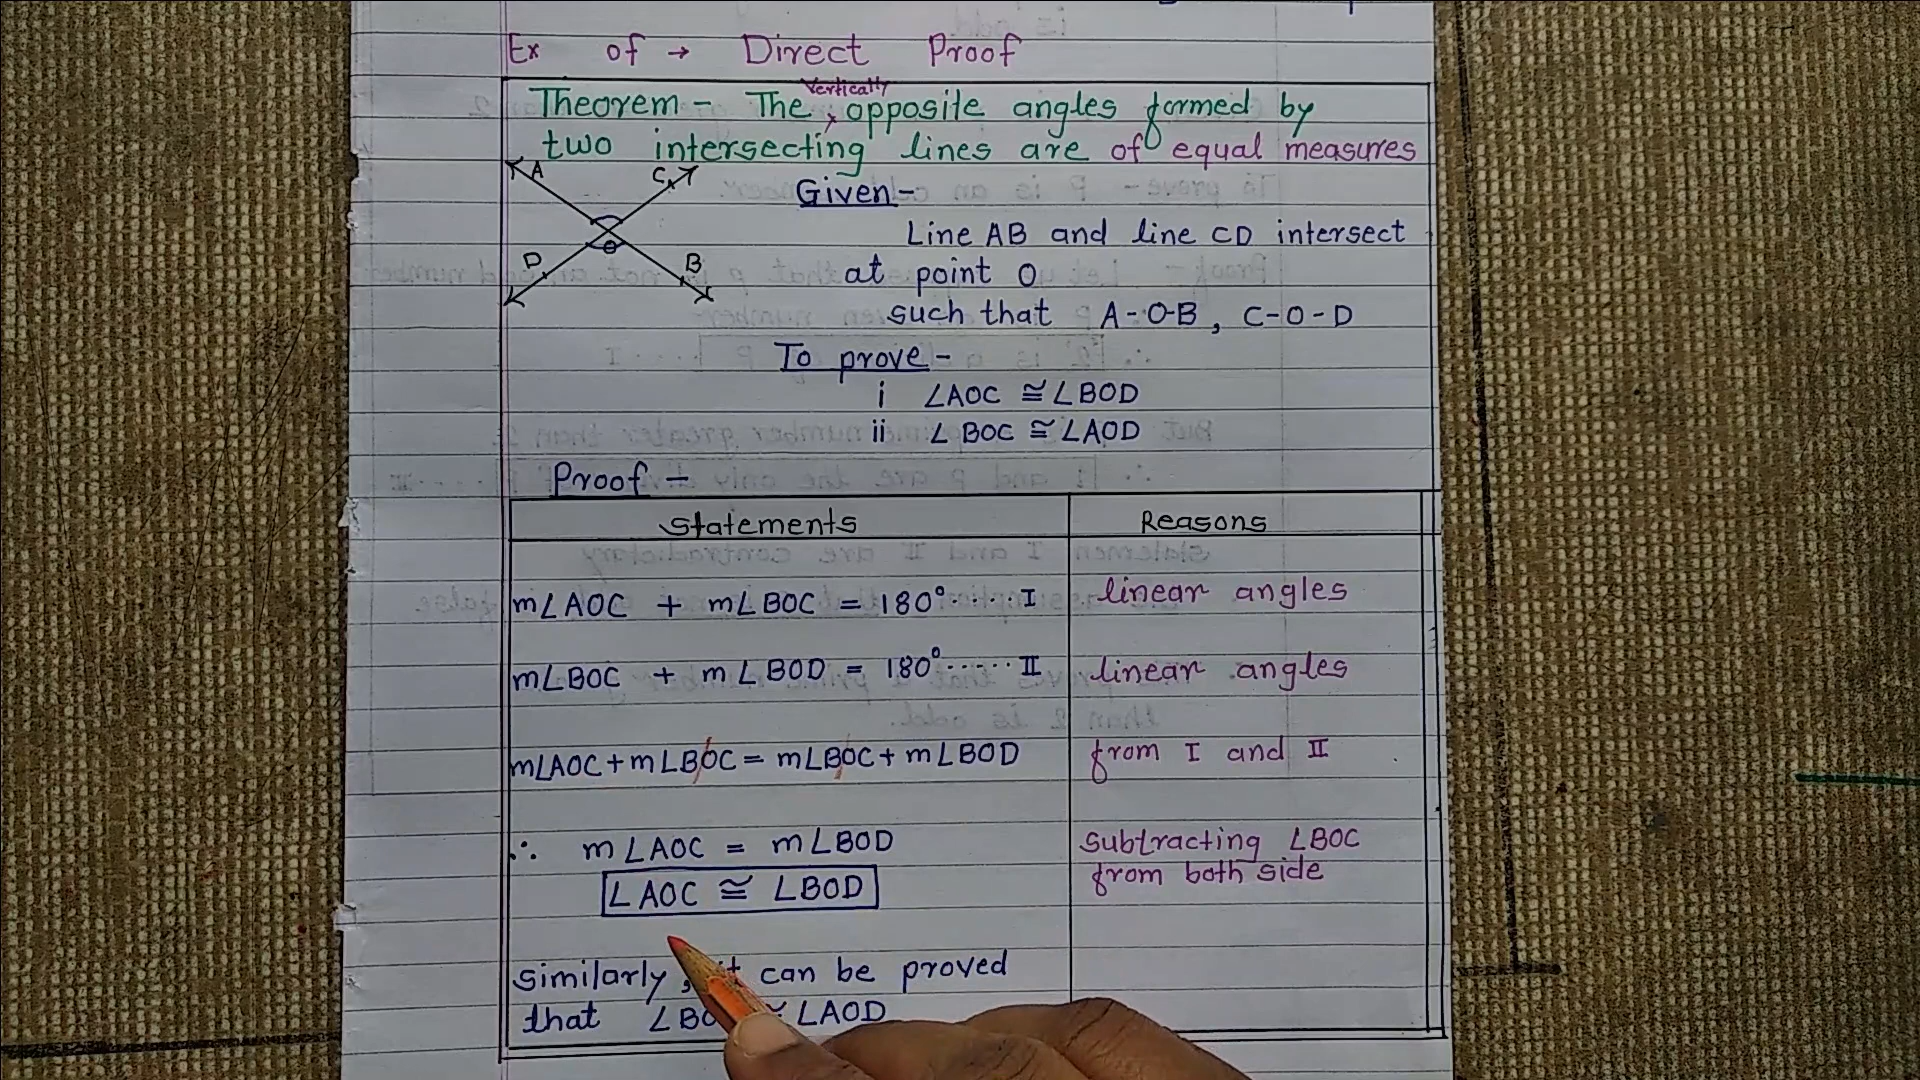 Ex of → Direct Proof
Theorem - The vertically opposite angles formed by
two intersecting lines are of equal measures
A
C
O
D
B
Given -
Line AB and line CD intersect
at point O
such that A-O-B, C-O-D
To prove -
i ∠AOC ≅ ∠BOD
ii ∠BOC ≅ ∠AOD
Proof -
Statements
Reasons
m∠AOC + m∠BOC = 180° ..... I
linear angles
m∠BOC + m∠BOD = 180° ..... II
linear angles
m∠AOC + m∠BOC = m∠BOC + m∠BOD
from I and II
∴ m∠AOC = m∠BOD
∠AOC ≅ ∠BOD
Subtracting ∠BOC
from both side
Similarly, it can be proved
that ∠BO ≅ ∠AOD